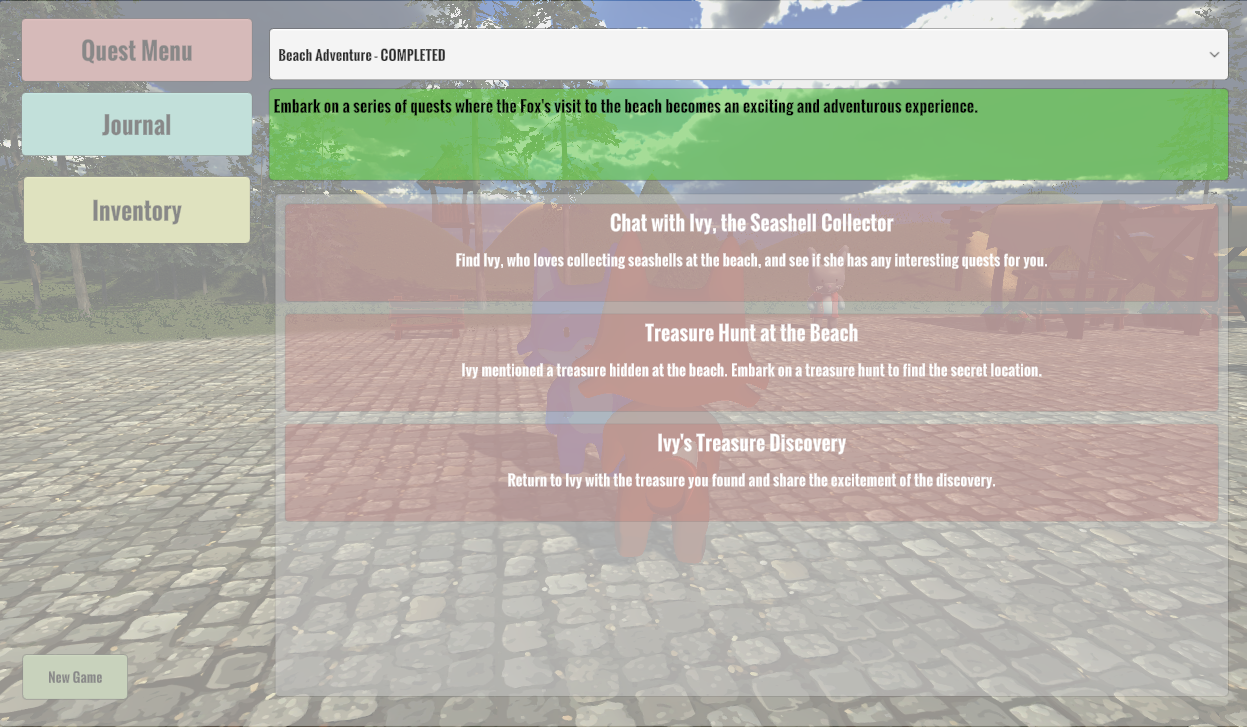 Quest Menu
Journal
Inventory
New Game
Beach Adventure - COMPLETED
Embark on a series of quests where the Fox's visit to the beach becomes an exciting and adventurous experience.
Chat with Ivy, the Seashell Collector
Find Ivy, who loves collecting seashells at the beach, and see if she has any interesting quests for you.
Treasure Hunt at the Beach
Ivy mentioned a treasure hidden at the beach. Embark on a treasure hunt to find the secret location.
Ivy's Treasure Discovery
Return to Ivy with the treasure you found and share the excitement of the discovery.